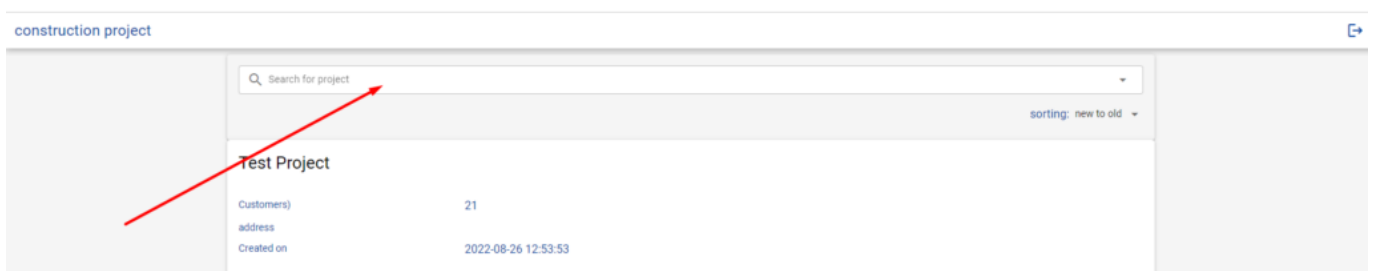 construction project
Search for project
sorting: new to old
Test Project
Customers) 21
address
Created on 2022-08-26 12:53:53